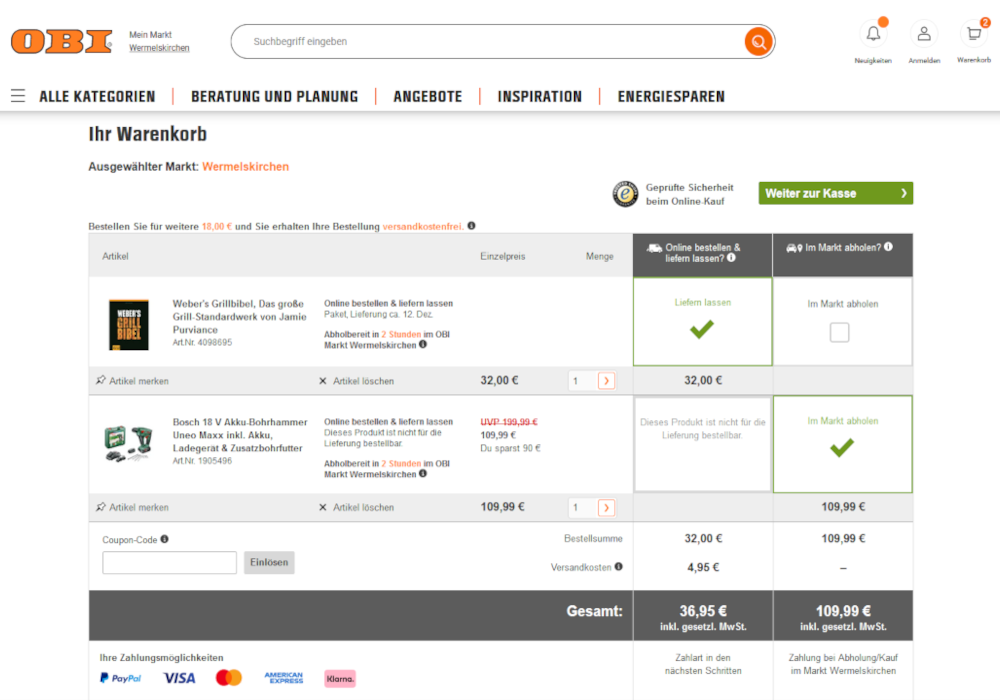 OBI
Mein Markt
Wermelskirchen
Suchbegriff eingeben
2
Neuigkeiten
Anmelden
Warenkorb
ALLE KATEGORIEN
BERATUNG UND PLANUNG
ANGEBOTE
INSPIRATION
ENERGIESPAREN
Ihr Warenkorb
Ausgewählter Markt: Wermelskirchen
Geprüfte Sicherheit
beim Online-Kauf
Weiter zur Kasse
Bestellen Sie für weitere 18,00 € und Sie erhalten Ihre Bestellung versandkostenfrei.
Artikel
Einzelpreis
Menge
Online bestellen &
liefern lassen?
Im Markt abholen?
WEBER'S
GRILL
BIBEL
Weber's Grillbibel, Das große
Grill-Standardwerk von Jamie
Purviance
Art.Nr. 4098695
Online bestellen & liefern lassen
Paket, Lieferung ca. 12. Dez.
Abholbereit in 2 Stunden im OBI
Markt Wermelskirchen
Liefern lassen
Im Markt abholen
Artikel merken
Artikel löschen
32,00 €
1
32,00 €
Bosch 18 V Akku-Bohrhammer
Uneo Maxx inkl. Akku,
Ladegerät & Zusatzbohrfutter
Art.Nr. 1905496
Online bestellen & liefern lassen
Dieses Produkt ist nicht für die
Lieferung bestellbar.
Abholbereit in 2 Stunden im OBI
Markt Wermelskirchen
UVP 199,99 €
109,99 €
Du sparst 90 €
Dieses Produkt ist nicht für die
Lieferung bestellbar.
Im Markt abholen
Artikel merken
Artikel löschen
109,99 €
1
109,99 €
Coupon-Code
Einlösen
Bestellsumme
32,00 €
109,99 €
Versandkosten
4,95 €
–
Gesamt:
36,95 €
inkl. gesetzl. MwSt.
109,99 €
inkl. gesetzl. MwSt.
Ihre Zahlungsmöglichkeiten
PayPal
VISA
AMERICAN
EXPRESS
Klarna.
Zahlart in den
nächsten Schritten
Zahlung bei Abholung/Kauf
im Markt Wermelskirchen